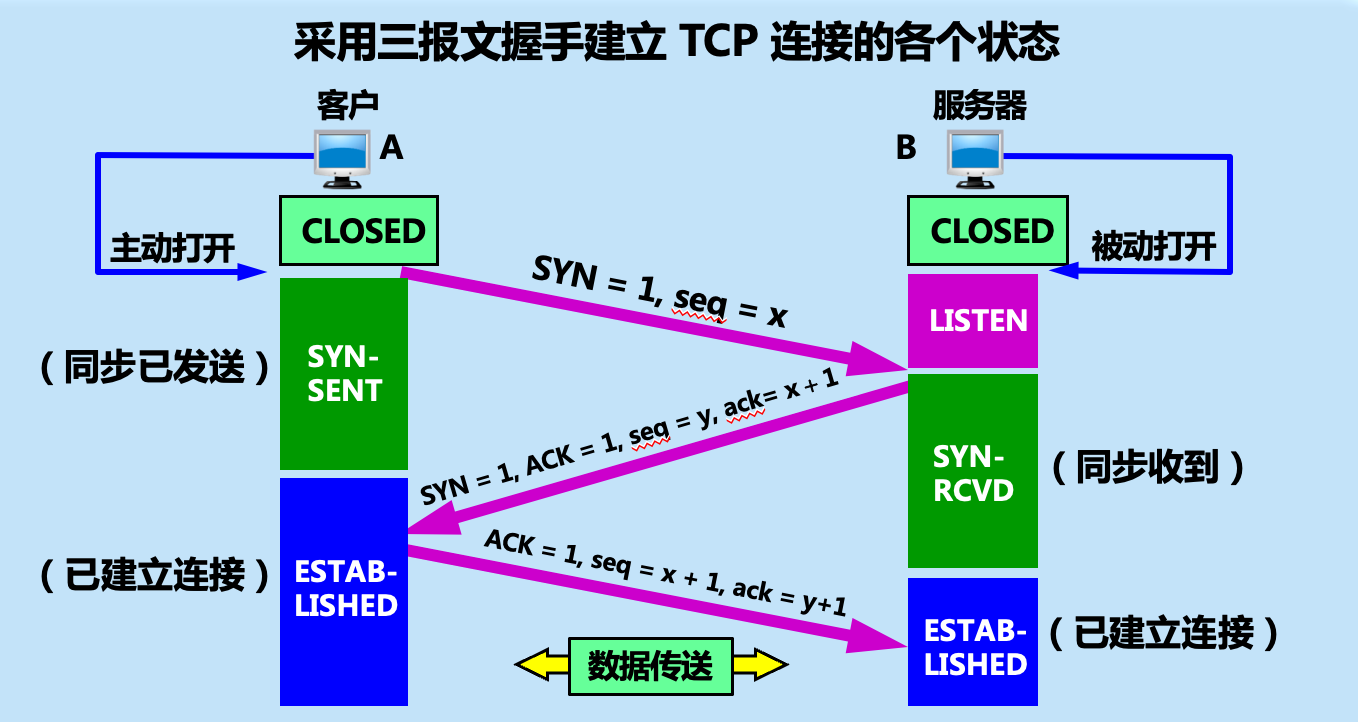 采用三报文握手建立 TCP 连接的各个状态
客户
服务器
A
B
CLOSED
CLOSED
主动打开
被动打开
SYN = 1, seq = x
LISTEN
（同步已发送）
SYN-
SENT
SYN = 1, ACK = 1, seq = y, ack= x + 1
SYN-
RCVD
（同步收到）
ACK = 1, seq = x + 1, ack = y+1
（已建立连接）
ESTAB-
LISHED
ESTAB-
LISHED
（已建立连接）
数据传送